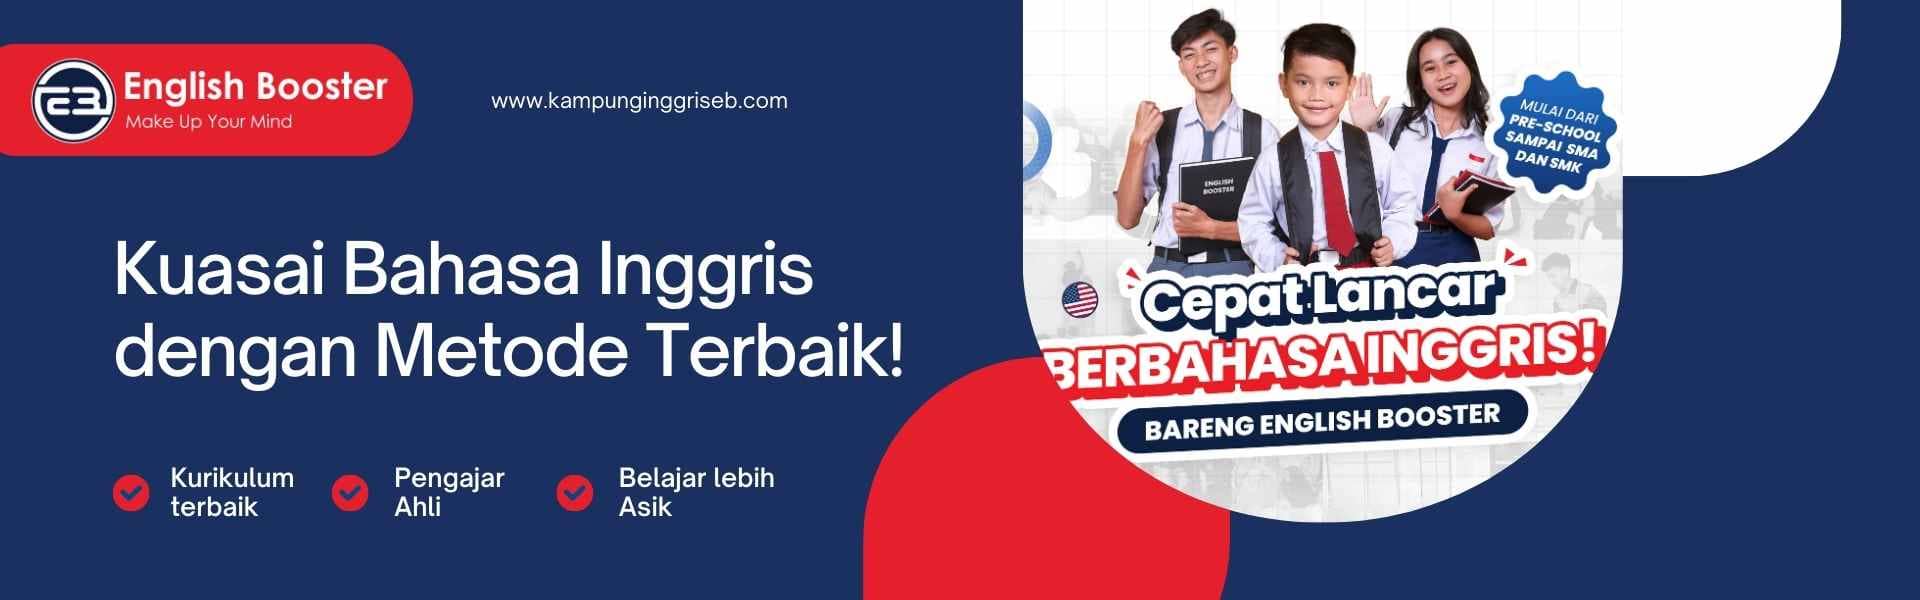 English Booster
Make Up Your Mind
www.kampunginggriseb.com
Kuasai Bahasa Inggris
dengan Metode Terbaik!
Kurikulum
terbaik
Pengajar
Ahli
Belajar lebih
Asik
ENGLISH
BOOSTER
MULAI DARI
PRE-SCHOOL
SAMPAI SMA
DAN SMK
Cepat Lancar
BERBAHASA INGGRIS!
BARENG ENGLISH BOOSTER